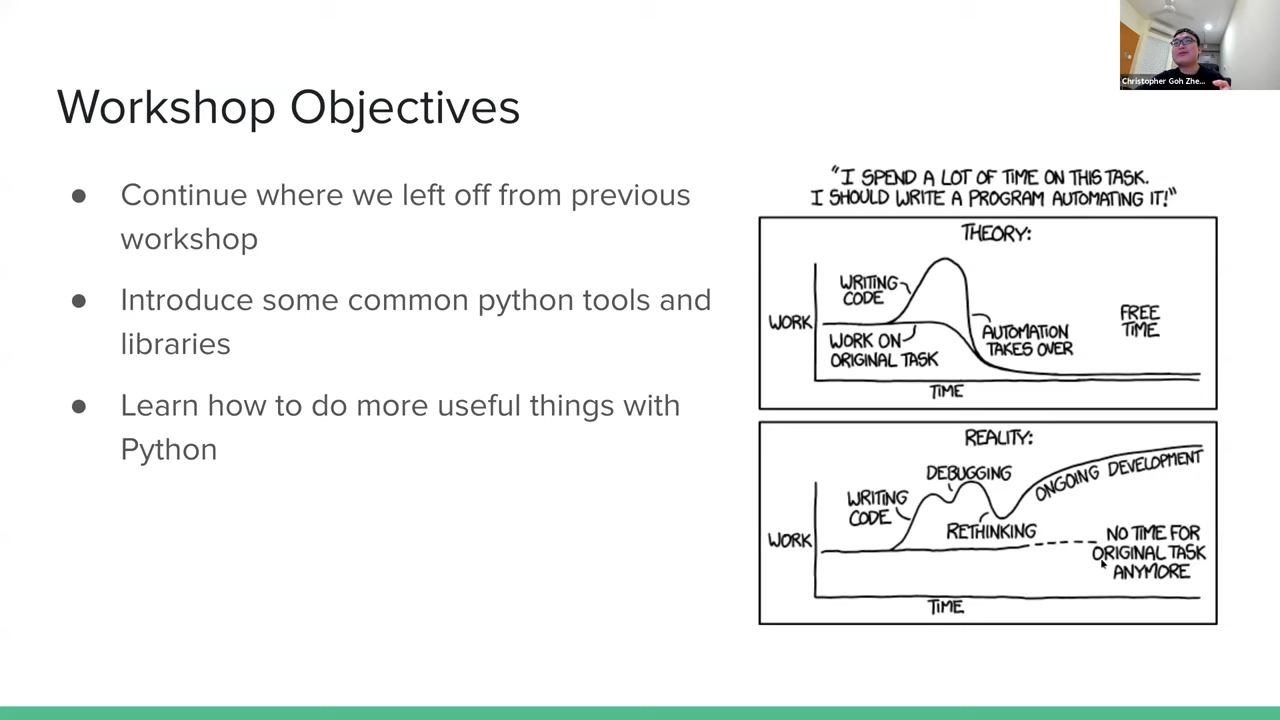 Christopher Goh Zhe...
Workshop Objectives
● Continue where we left off from previous
workshop
● Introduce some common python tools and
libraries
● Learn how to do more useful things with
Python
"I SPEND A LOT OF TIME ON THIS TASK.
I SHOULD WRITE A PROGRAM AUTOMATING IT!"
THEORY:
WRITING
CODE
WORK
WORK ON
ORIGINAL TASK
AUTOMATION
TAKES OVER
FREE
TIME
TIME
REALITY:
WRITING
CODE
DEBUGGING
RETHINKING
ONGOING DEVELOPMENT
WORK
NO TIME FOR
ORIGINAL TASK
ANYMORE
TIME